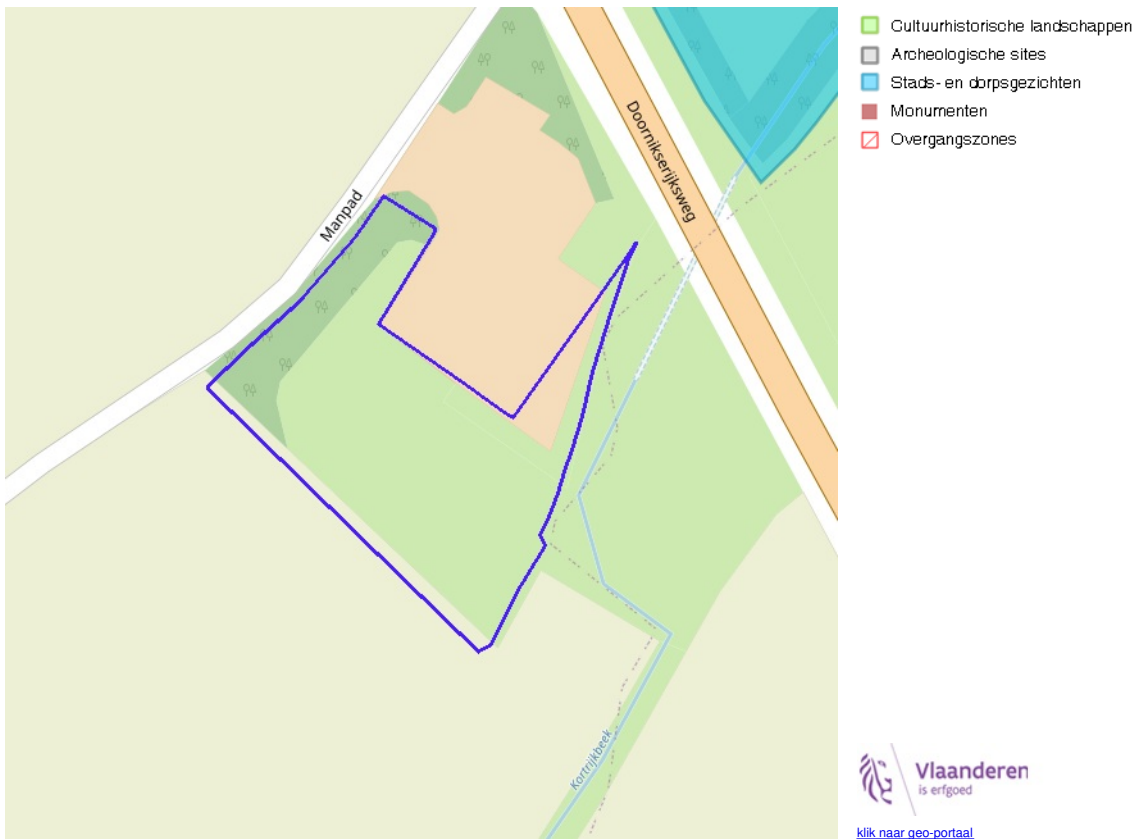 Manpad
Doornikserijksweg
Kortrijkbeek
Cultuurhistorische landschappen
Archeologische sites
Stads- en dorpsgezichten
Monumenten
Overgangszones
Vlaanderen
is erfgoed
klik naar geo-portaal